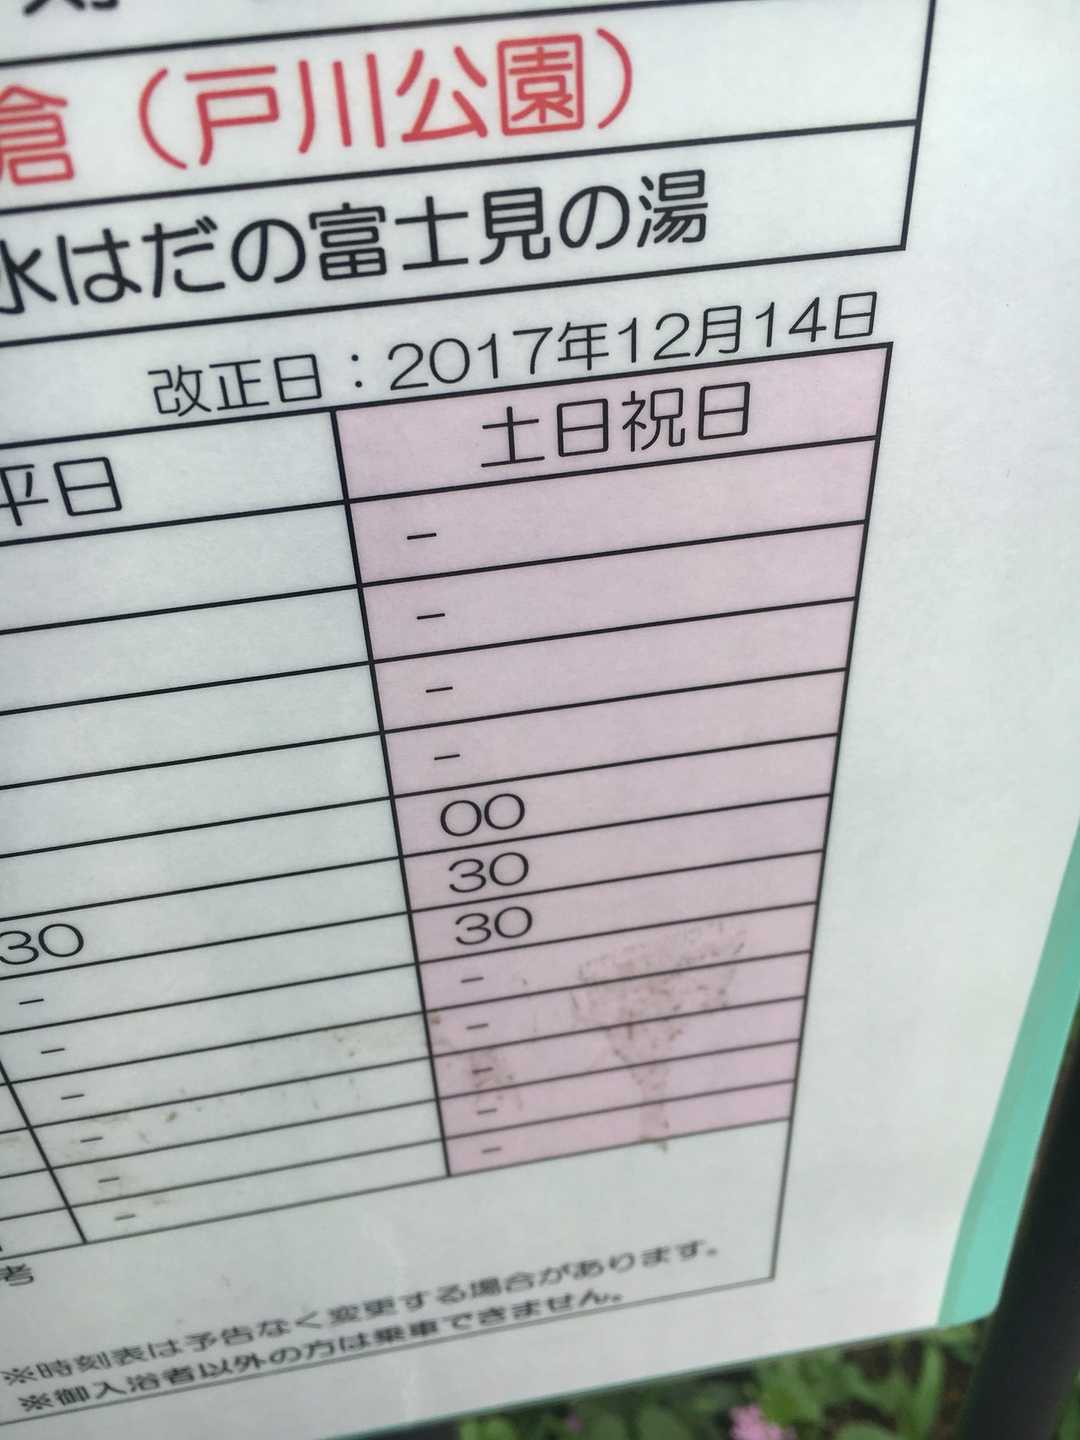 倉（戸川公園）
水はだの富士見の湯
改正日：2017年12月14日
平日 土日祝日
-
-
-
-
00
30
30 30
- -
- -
- -
- -
- -
-
考
※時刻表は予告なく変更する場合があります。
※御入浴者以外の方は乗車できません。